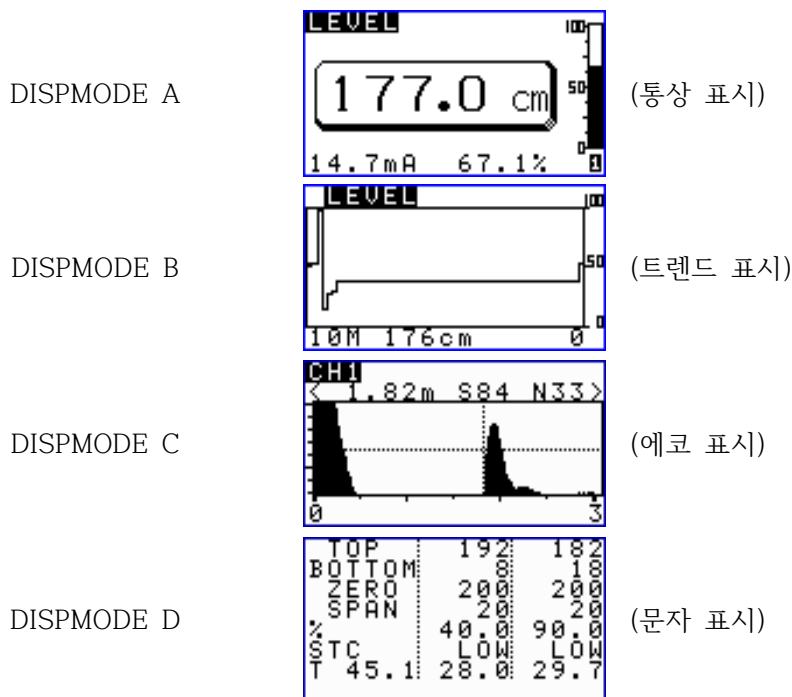 LEVEL
DISPMODE A
177.0 cm
100
50
0
(통상 표시)
14.7mA 67.1% 1
LEVEL
DISPMODE B
100
50
0
(트렌드 표시)
10M 176cm 0
CH1
< 1.82m S84 N33>
DISPMODE C
(에코 표시)
0 3
TOP 192 182
BOTTOM 8 18
ZERO 200 200
SPAN 20 20
DISPMODE D
(문자 표시)
% 40.0 90.0
STC LOW LOW
T 45.1 28.0 29.7